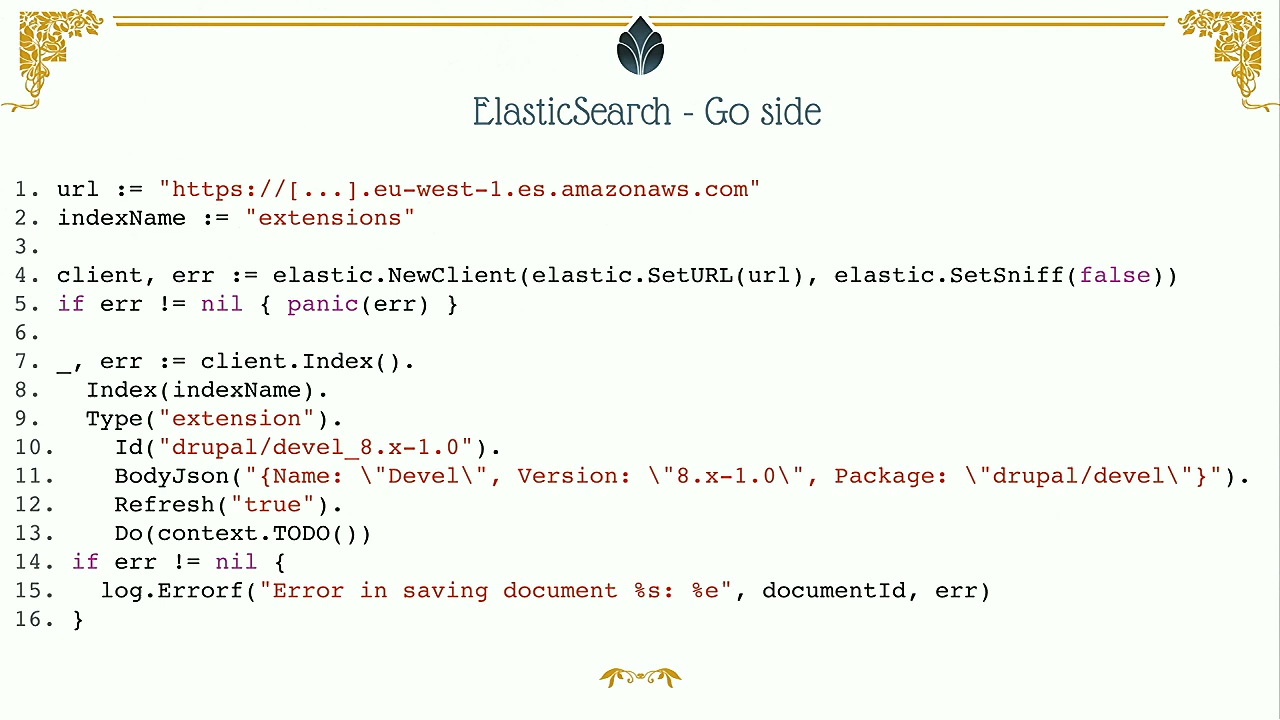 ElasticSearch - Go side
1. url := "https://[...].eu-west-1.es.amazonaws.com"
2. indexName := "extensions"
3.
4. client, err := elastic.NewClient(elastic.SetURL(url), elastic.SetSniff(false))
5. if err != nil { panic(err) }
6.
7. _, err := client.Index().
8.   Index(indexName).
9.   Type("extension").
10.    Id("drupal/devel_8.x-1.0").
11.    BodyJson("{Name: \"Devel\", Version: \"8.x-1.0\", Package: \"drupal/devel\"}").
12.    Refresh("true").
13.    Do(context.TODO())
14. if err != nil {
15.   log.Errorf("Error in saving document %s: %e", documentId, err)
16. }